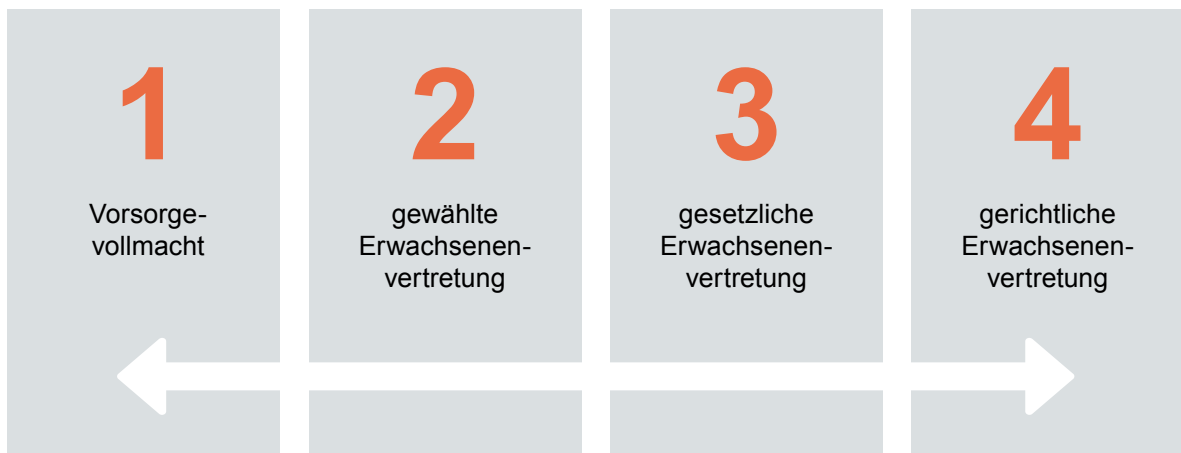 1
Vorsorge-
vollmacht
2
gewählte
Erwachsenen-
vertretung
3
gesetzliche
Erwachsenen-
vertretung
4
gerichtliche
Erwachsenen-
vertretung